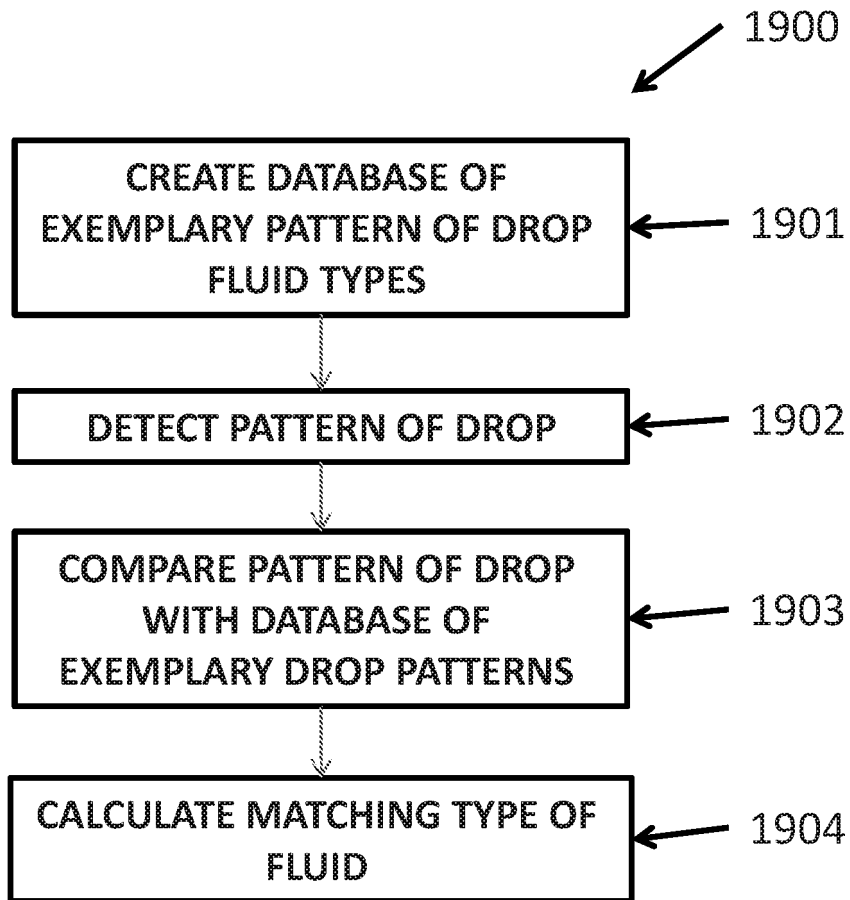 1900
CREATE DATABASE OF
EXEMPLARY PATTERN OF DROP
FLUID TYPES
1901
DETECT PATTERN OF DROP
1902
COMPARE PATTERN OF DROP
WITH DATABASE OF
EXEMPLARY DROP PATTERNS
1903
CALCULATE MATCHING TYPE OF
FLUID
1904